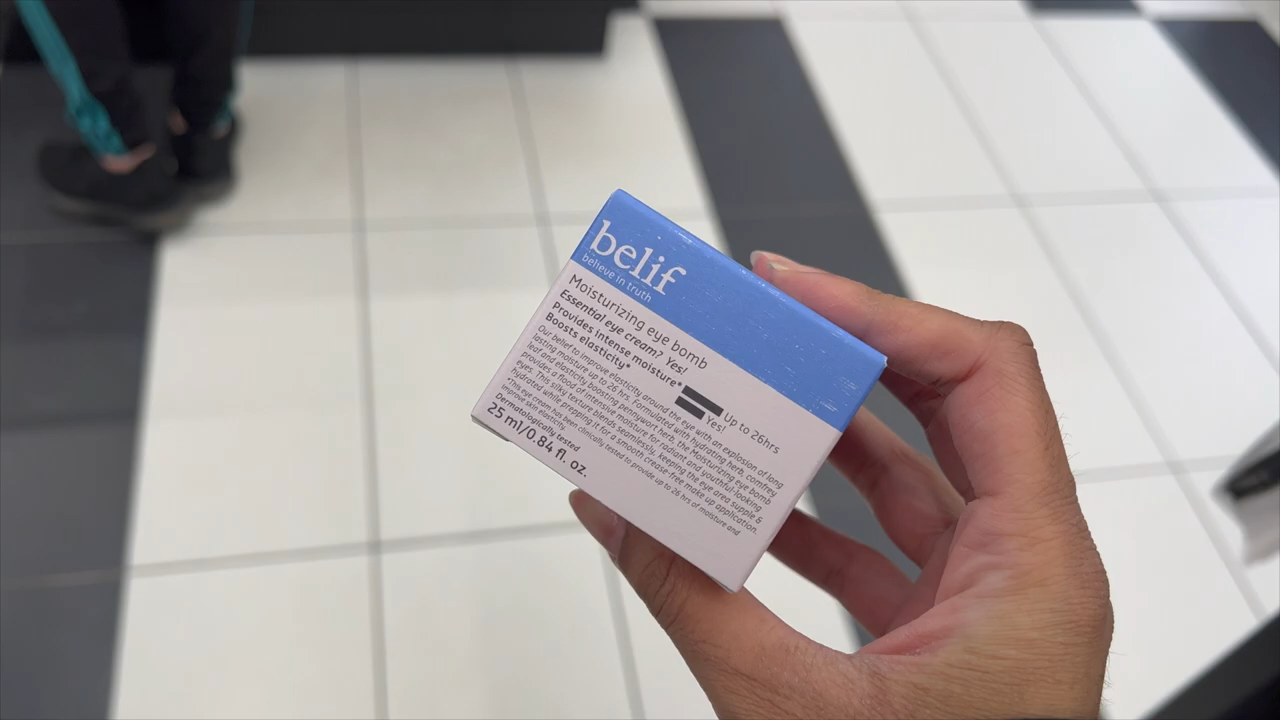 belif
believe in truth
Moisturizing eye bomb
Essential eye cream? Yes!
Provides intense moisture* Up to 26hrs
Boosts elasticity* Yes!
Our belief to improve elasticity around the eye with an explosion of long
lasting moisture up to 26 hrs. Formulated with hydrating herb, comfrey
leaf and elasticity boosting pennywort herb, the Moisturizing eye bomb
provides a flood of intensive moisture for radiant and youthful-looking
eyes. This silky texture blends seamlessly, keeping the eye area supple &
hydrated while prepping it for a smooth crease-free make up application.
*This eye cream has been clinically tested to provide up to 26 hrs of moisture and
improve skin elasticity.
Dermatologically tested
25 ml/0.84 fl. oz.